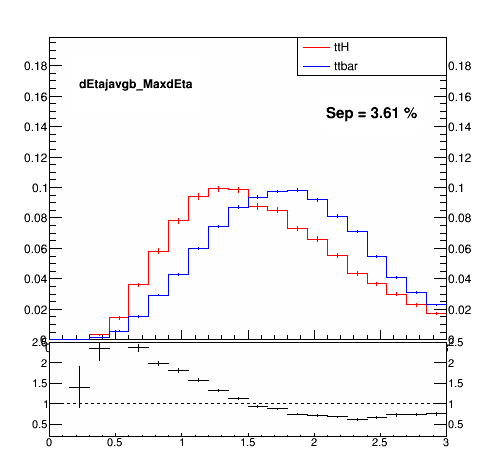 ttH
ttbar
dEtajavgb_MaxdEta
Sep = 3.61 %
0.18 0.18
0.16 0.16
0.14 0.14
0.12 0.12
0.1 0.1
0.08 0.08
0.06 0.06
0.04 0.04
0.02 0.02
2.5 2.5
2 2
1.5 1.5
1 1
0.5 0.5
0 0.5 1 1.5 2 2.5 3